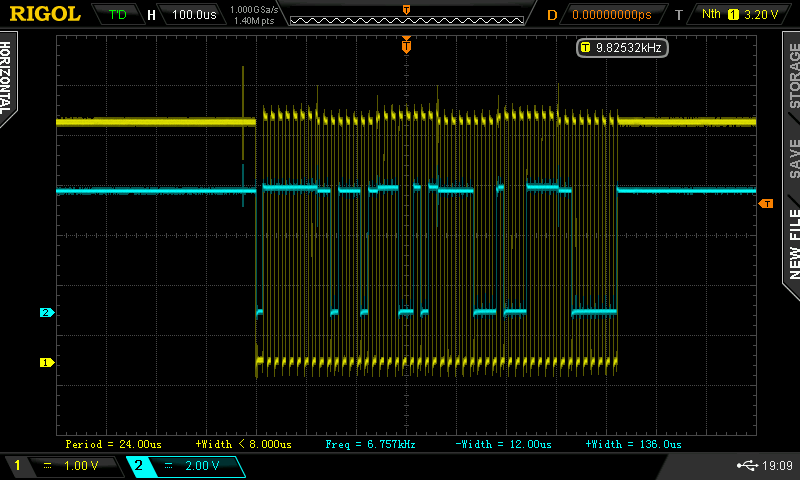 RIGOL T'D H 100.0us 1.000GSa/s 1.40M pts D 0.00000000ps T Nth 1 3.20 V
T 9.82532kHz
HORIZONTAL
STORAGE
SAVE
NEW FILE
T
T
T
2
1
Period = 24.00us +Width < 8.000us Freq = 6.757kHz -Width = 12.00us +Width = 136.0us
1 1.00 V 2 2.00 V 19:09